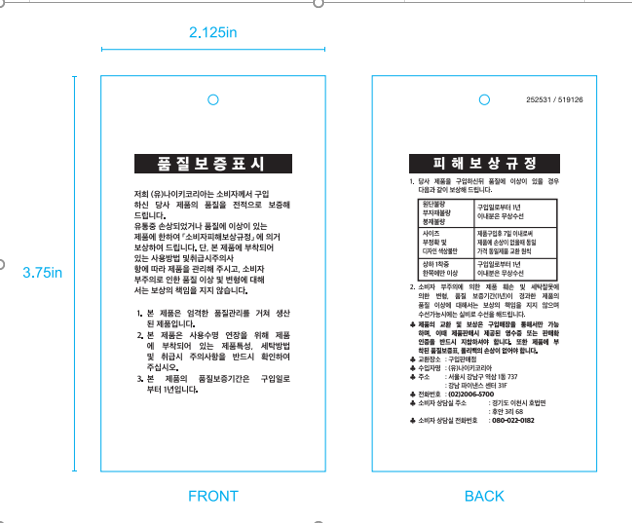 2.125in
3.75in
품질보증표시
저희 (유)나이키코리아는 소비자께서 구입
하신 당사 제품의 품질을 전적으로 보증해
드립니다.
유통중 손상되었거나 품질에 이상이 있는
제품에 한하여 「소비자피해보상규정」에 의거
보상하여 드립니다. 단, 본 제품에 부착되어
있는 사용방법 및취급시주의사
항에 따라 제품을 관리해 주시고, 소비자
부주의로 인한 품질 이상 및 변형에 대해
서는 보상의 책임을 지지 않습니다.
1. 본 제품은 엄격한 품질관리를 거쳐 생산
된 제품입니다.
2. 본 제품은 사용수명 연장을 위해 제품
에 부착되어 있는 제품특성, 세탁방법
및 취급시 주의사항을 반드시 확인하여
주십시오.
3. 본 제품의 품질보증기간은 구입일로
부터 1년입니다.
FRONT
252531 / 519126
피해보상규정
1. 당사 제품을 구입하신뒤 품질에 이상이 있을 경우
다음과 같이 보상해 드립니다.
원단불량
부자재불량
봉제불량
구입일로부터 1년
이내분은 무상수선
사이즈
부정확 및
디자인 색상불만
제품구입후 7일 이내로써
제품에 손상이 없을때 동일
가격 동일제품 교환 원칙
상하 1착중
한쪽에만 이상
구입일로부터 1년
이내분은 무상수선
2. 소비자 부주의에 의한 제품 훼손 및 세탁잘못에
의한 변형, 품질 보증기간(1년)이 경과한 제품의
품질 이상에 대해서는 보상의 책임을 지지 않으며
수선가능시에는 실비로 수선을 해드립니다.
♣ 제품의 교환 및 보상은 구입매장을 통해서만 가능
하며, 이때 제품판매시 제공된 영수증 또는 판매확
인증을 반드시 지참하셔야 합니다. 또한 제품에 부
착된 품질보증표, 폴리백의 손상이 없어야 합니다.
♣ 교환장소 : 구입판매점
♣ 수입자명 : (유)나이키코리아
♣ 주소 : 서울시 강남구 역삼 1동 737
: 강남 파이낸스 센터 31F
♣ 전화번호 : (02)2006-5700
♣ 소비자 상담실 주소 : 경기도 이천시 호법면
: 후안 3리 68
♣ 소비자 상담실 전화번호 : 080-022-0182
BACK